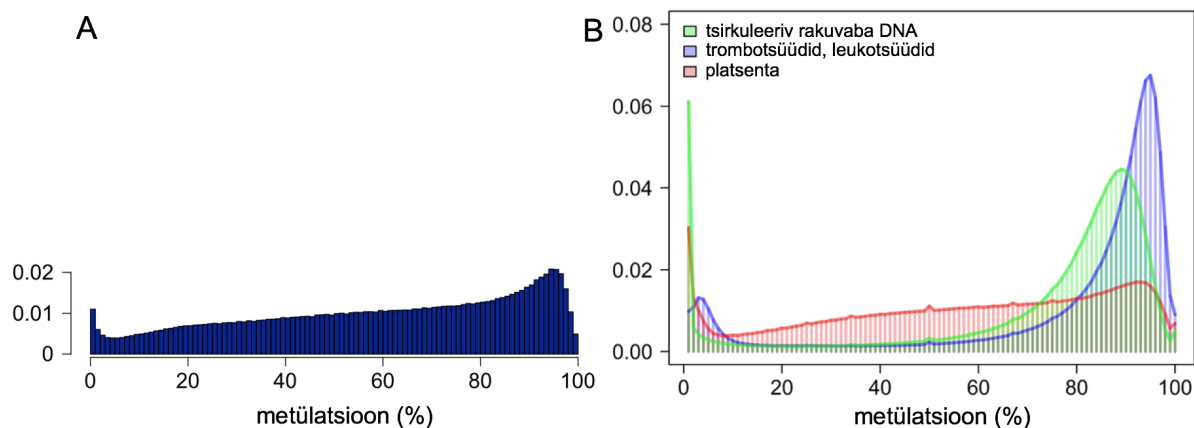 A
0.02
0.01
0
0 20 40 60 80 100
metülatsioon (%)
B
tsirkuleeriv rakuvaba DNA
trombotsüüdid, leukotsüüdid
platsenta
0.08
0.06
0.04
0.02
0.00
0 20 40 60 80 100
metülatsioon (%)